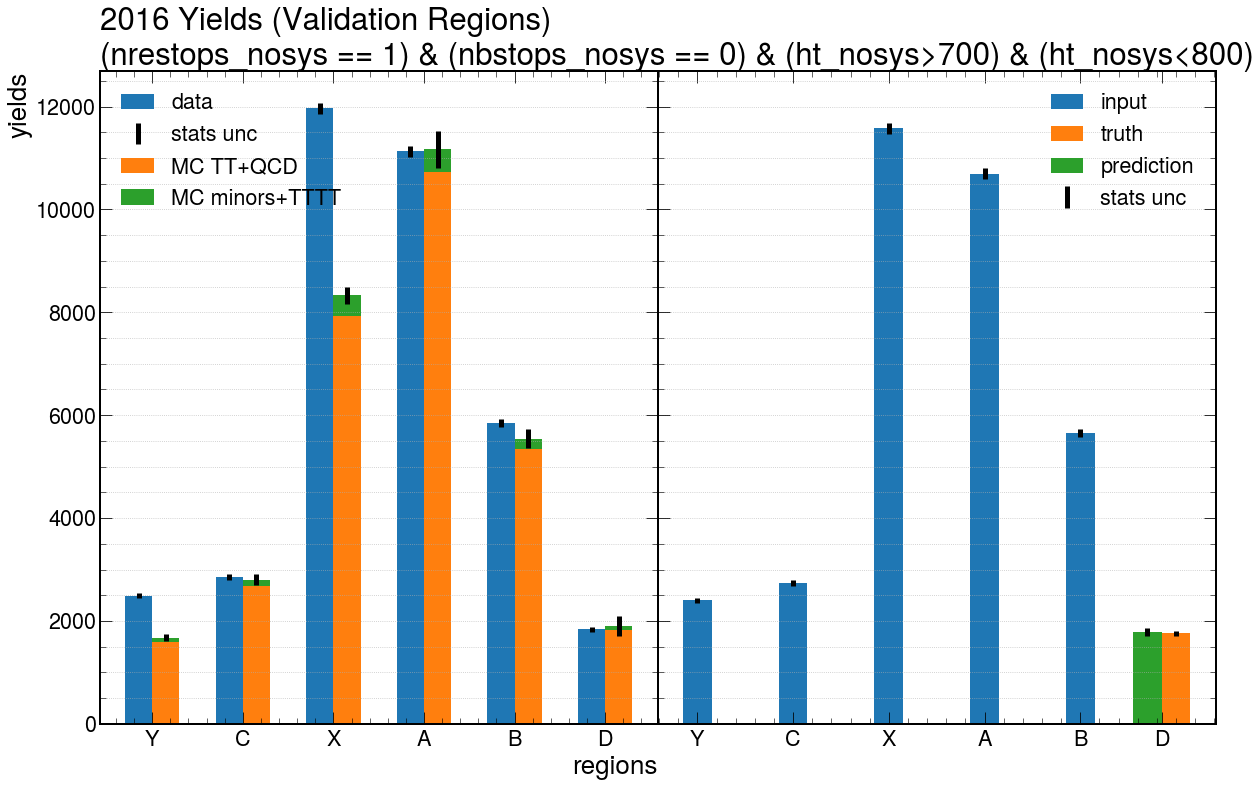 2016 Yields (Validation Regions)
(nrestops_nosys == 1) & (nbstops_nosys == 0) & (ht_nosys>700) & (ht_nosys<800)
yields
12000
10000
8000
6000
4000
2000
0
data
stats unc
MC TT+QCD
MC minors+TTTT
input
truth
prediction
stats unc
Y C X A B D Y C X A B D
regions